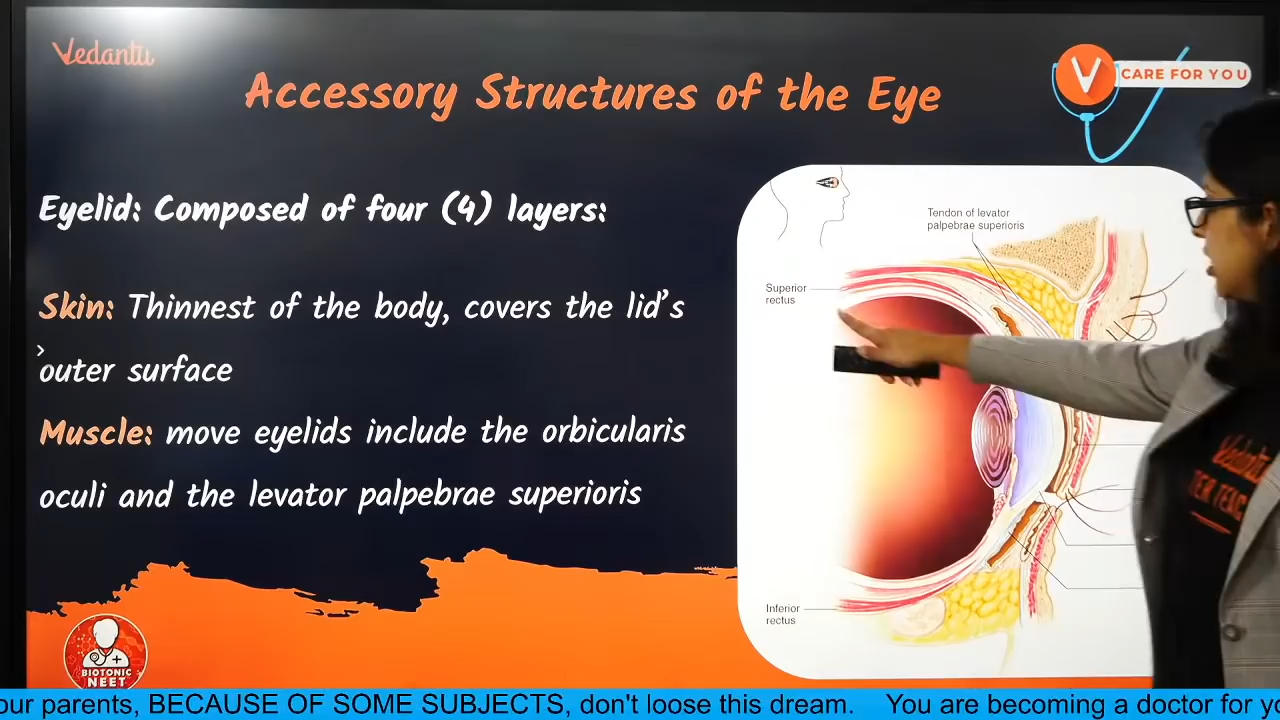 Vedantu
Accessory Structures of the Eye
V CARE FOR YOU
Eyelid: Composed of four (4) layers:
Skin: Thinnest of the body, covers the lid's
outer surface
Muscle: move eyelids include the orbicularis
oculi and the levator palpebrae superioris
Tendon of levator
palpebrae superioris
Superior
rectus
Inferior
rectus
Vedantu
BIOTONIC
NEET
our parents, BECAUSE OF SOME SUBJECTS, don't loose this dream. You are becoming a doctor for yo